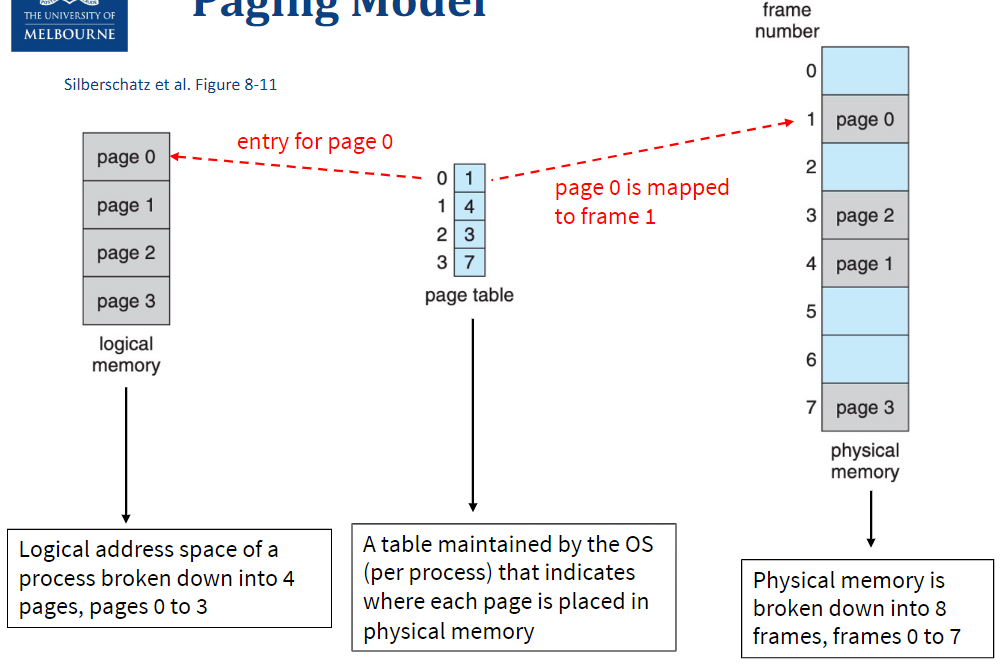 THE UNIVERSITY OF
MELBOURNE
Paging Model
Silberschatz et al. Figure 8-11
page 0
page 1
page 2
page 3
logical
memory
entry for page 0
0 1
1 4
2 3
3 7
page table
page 0 is mapped
to frame 1
frame
number
0
1 page 0
2
3 page 2
4 page 1
5
6
7 page 3
physical
memory
Logical address space of a
process broken down into 4
pages, pages 0 to 3
A table maintained by the OS
(per process) that indicates
where each page is placed in
physical memory
Physical memory is
broken down into 8
frames, frames 0 to 7